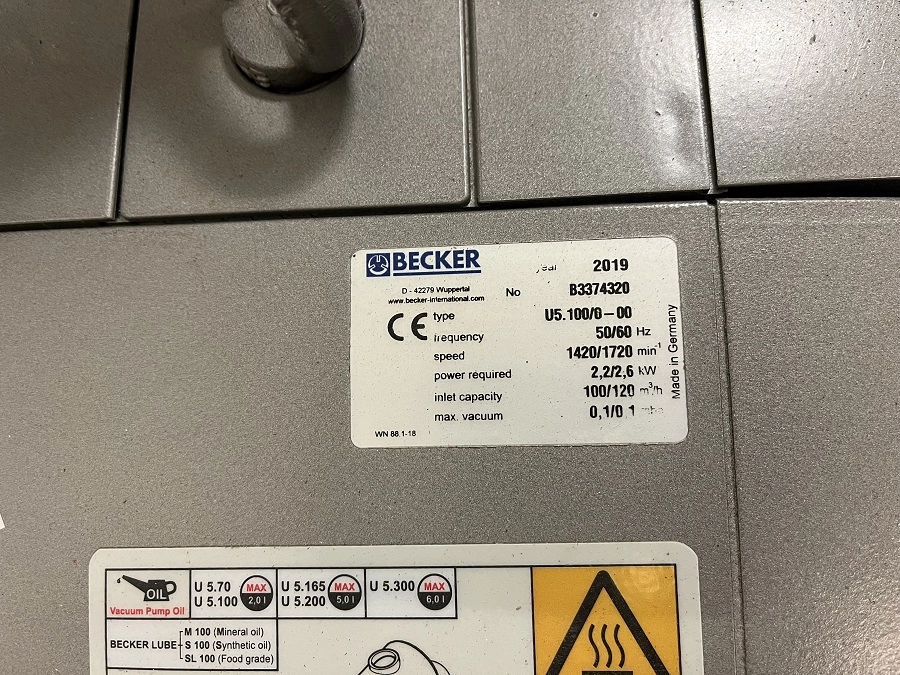 BECKER
year 2019
D - 42279 Wuppertal
www.becker-international.com
No B3374320
CE
type U5.100/0-00
frequency 50/60 Hz
speed 1420/1720 min-1
power required 2,2/2,6 kW
inlet capacity 100/120 m3/h
max. vacuum 0,1/0,1
WN 88.1-18
Made in Germany
OIL
Vacuum Pump Oil
U 5.70
U 5.100
MAX
2,0 l
U 5.165
U 5.200
MAX
5,0 l
U 5.300
MAX
6,0 l
BECKER LUBE
M 100 (Mineral oil)
S 100 (Synthetic oil)
SL 100 (Food grade)